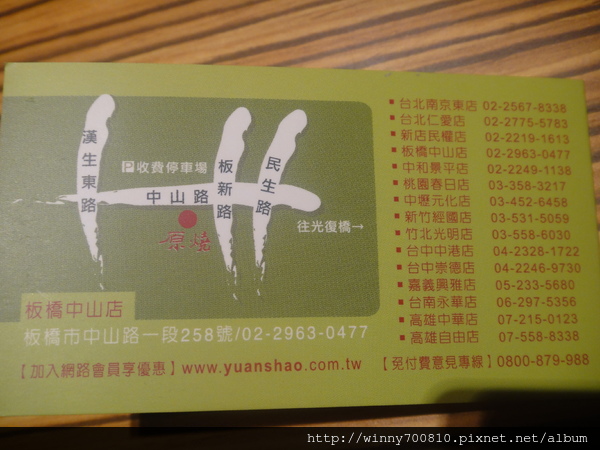 漢生東路
P收費停車場
中山路
板新路
民生路
往光復橋→
原燒
板橋中山店
板橋市中山路一段258號/02-2963-0477
【加入網路會員享優惠】www.yuanshao.com.tw
【免付費意見專線】0800-879-988
▪台北南京東店 02-2567-8338
▪台北仁愛店 02-2775-5783
▪新店民權店 02-2219-1613
▪板橋中山店 02-2963-0477
▪中和景平店 02-2249-1138
▪桃園春日店 03-358-3217
▪中壢元化店 03-452-6458
▪新竹經國店 03-531-5059
▪竹北光明店 03-558-6030
▪台中中港店 04-2328-1722
▪台中崇德店 04-2246-9730
▪嘉義興雅店 05-233-5680
▪台南永華店 06-297-5356
▪高雄中華店 07-215-0123
▪高雄自由店 07-558-8338
http://winny700810.pixnet.net/album